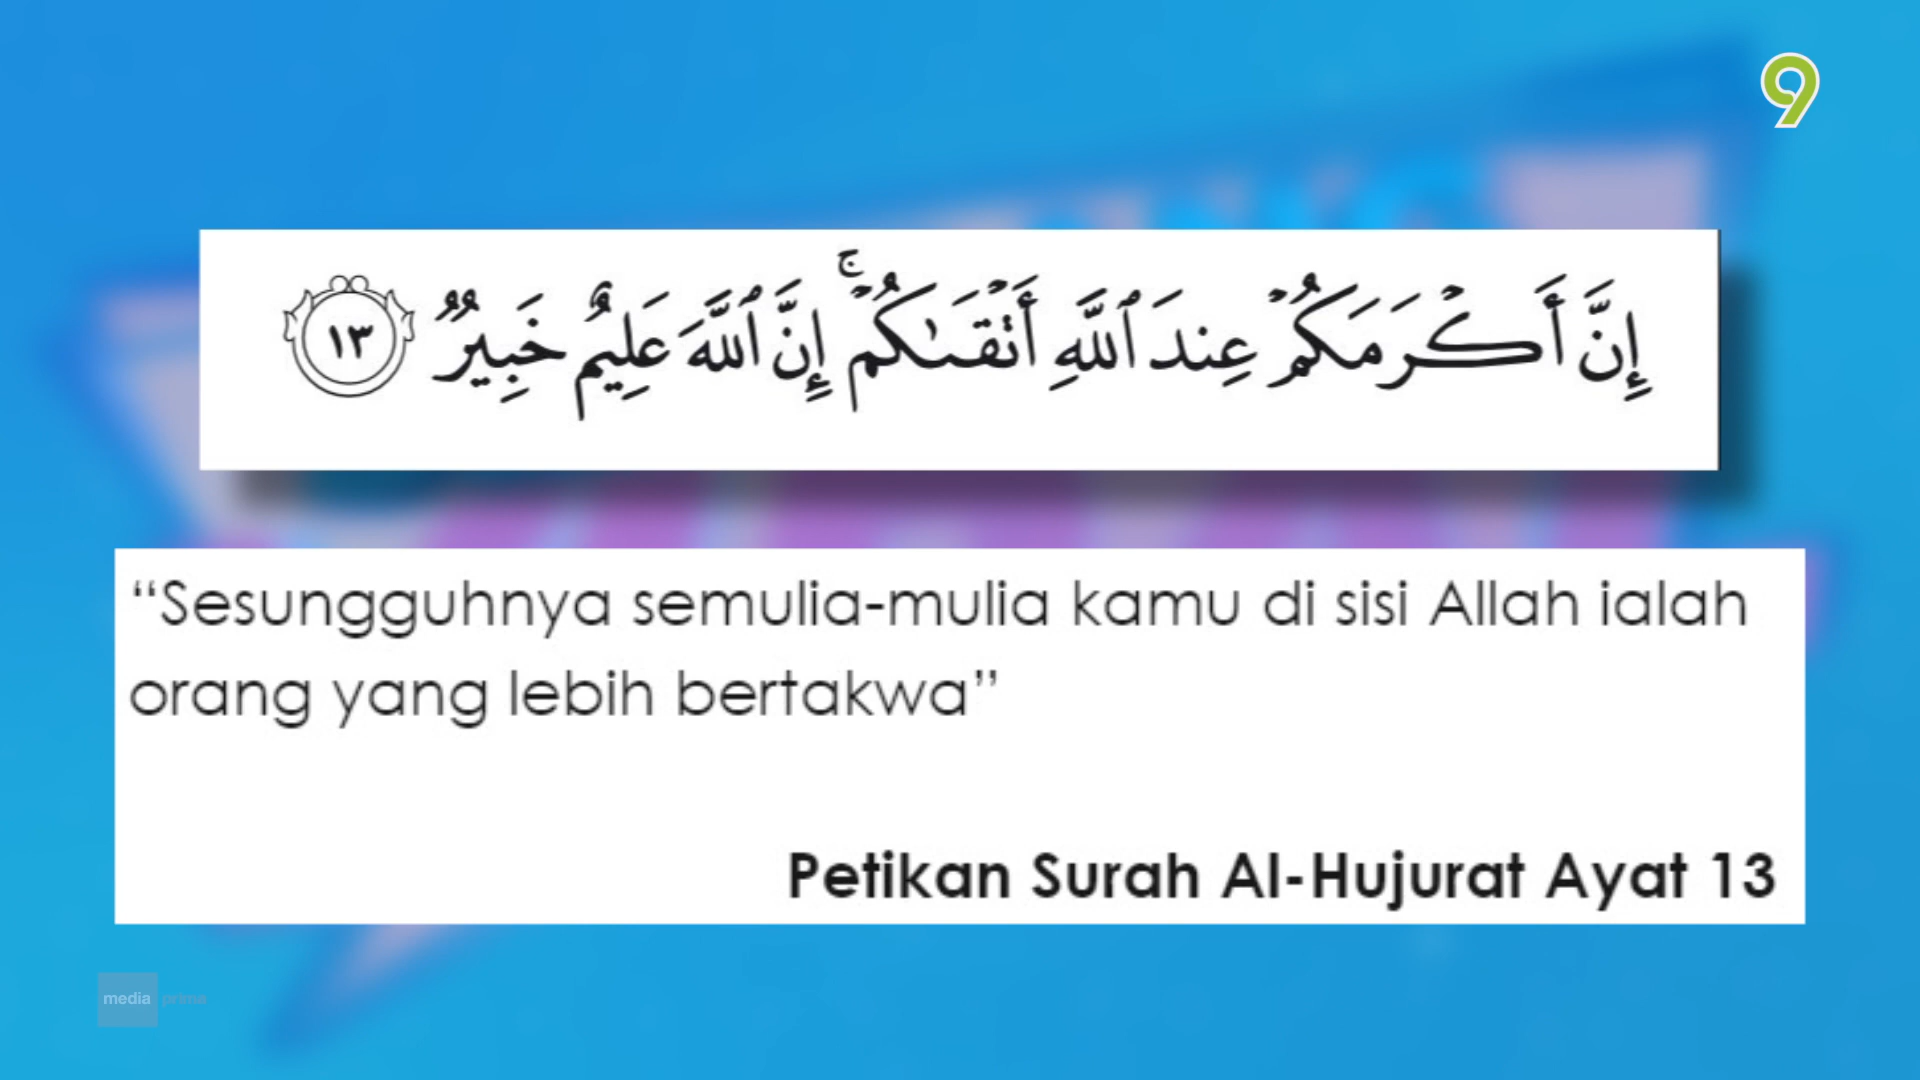 9
إِنَّ أَكۡرَمَكُمۡ عِندَ ٱللَّهِ أَتۡقَىٰكُمۡۚ إِنَّ ٱللَّهَ عَلِيمٌ خَبِيرٞ ١٣
“Sesungguhnya semulia-mulia kamu di sisi Allah ialah
orang yang lebih bertakwa”
Petikan Surah Al-Hujurat Ayat 13
media prima